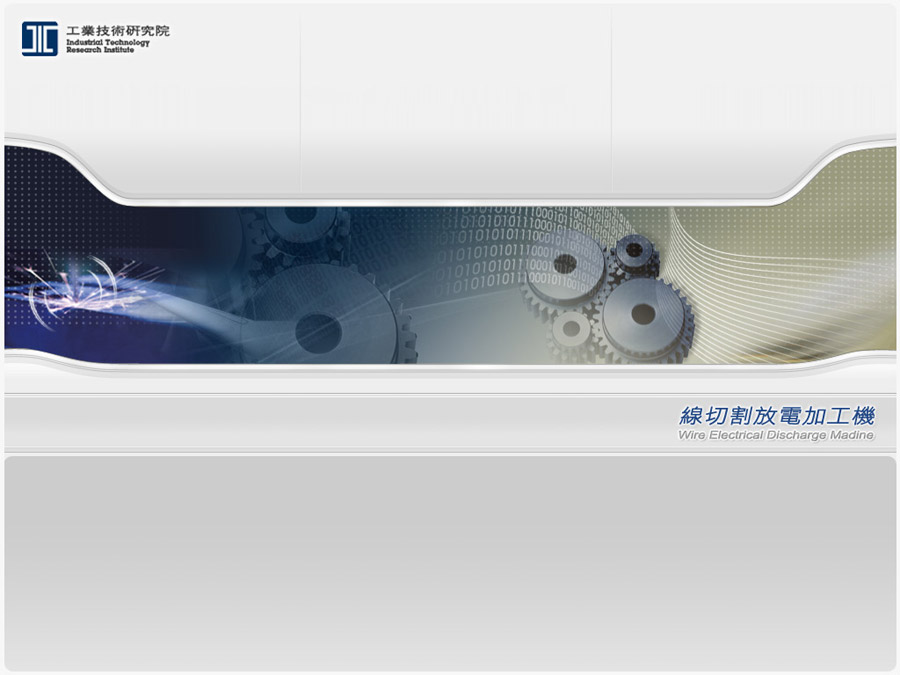 工業技術研究院
Industrial Technology
Research Institute
線切割放電加工機
Wire Electrical Discharge Madine